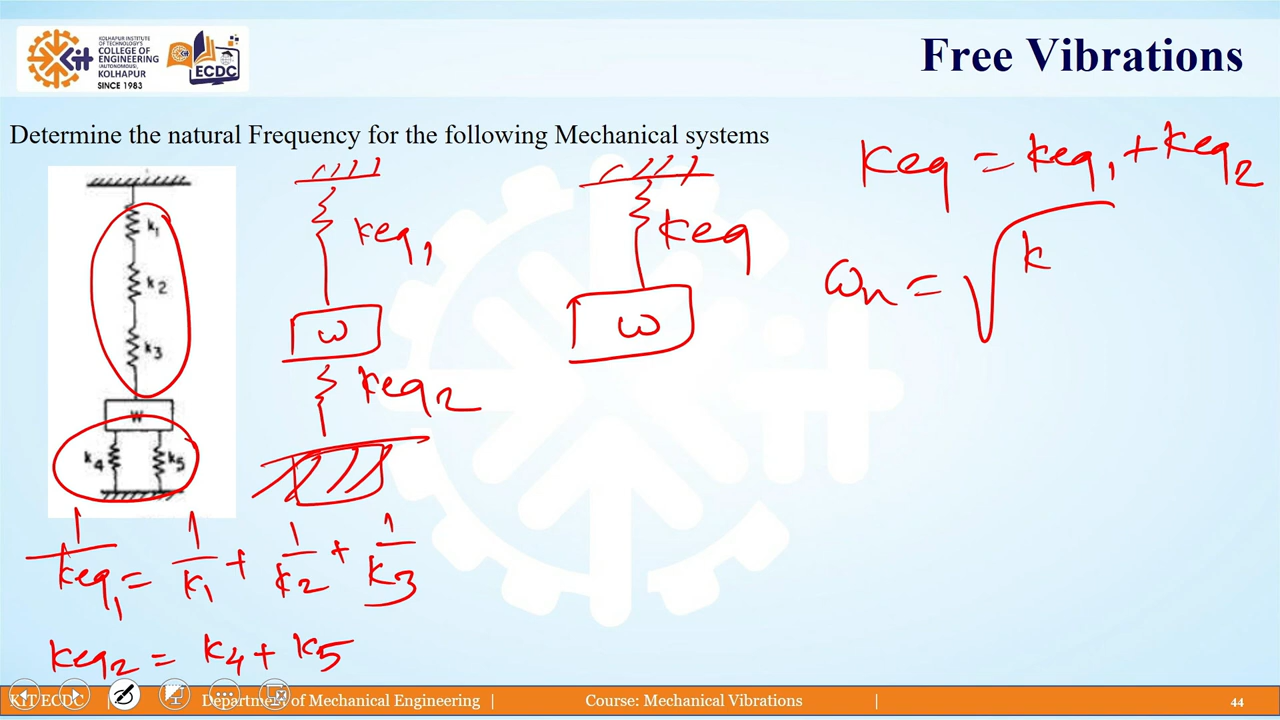 KOLHAPUR INSTITUTE
OF TECHNOLOGY'S
COLLEGE OF
ENGINEERING
(AUTONOMOUS)
KOLHAPUR
SINCE 1983
KIT
ECDC
Free Vibrations
Determine the natural Frequency for the following Mechanical systems
k1
k2
k3
W
k4 k5
keq1
W
keq2
keq
W
keq = keq1 + keq2
ωn = √k
1/keq1 = 1/k1 + 1/k2 + 1/k3
keq2 = k4 + k5
KIT ECDC | Department of Mechanical Engineering | Course: Mechanical Vibrations | 44